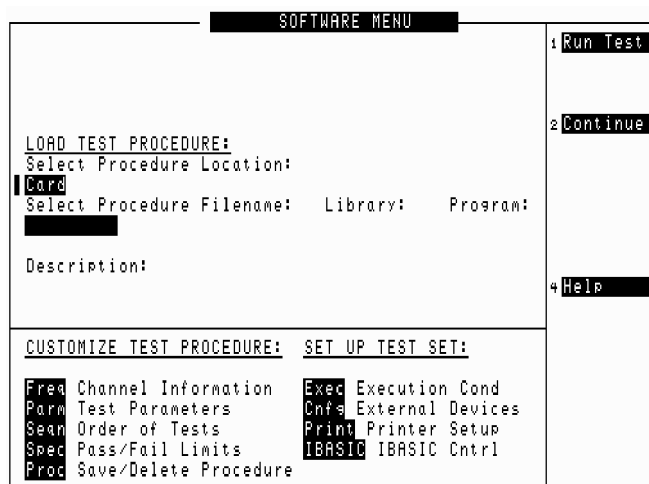 SOFTWARE MENU
1 Run Test
2 Continue
LOAD TEST PROCEDURE:
Select Procedure Location:
Card
Select Procedure Filename: Library: Program:
Description:
4 Help
CUSTOMIZE TEST PROCEDURE: SET UP TEST SET:
Freq Channel Information Exec Execution Cond
Parm Test Parameters Cnfg External Devices
Seqn Order of Tests Print Printer Setup
Spec Pass/Fail Limits IBASIC IBASIC Cntrl
Proc Save/Delete Procedure